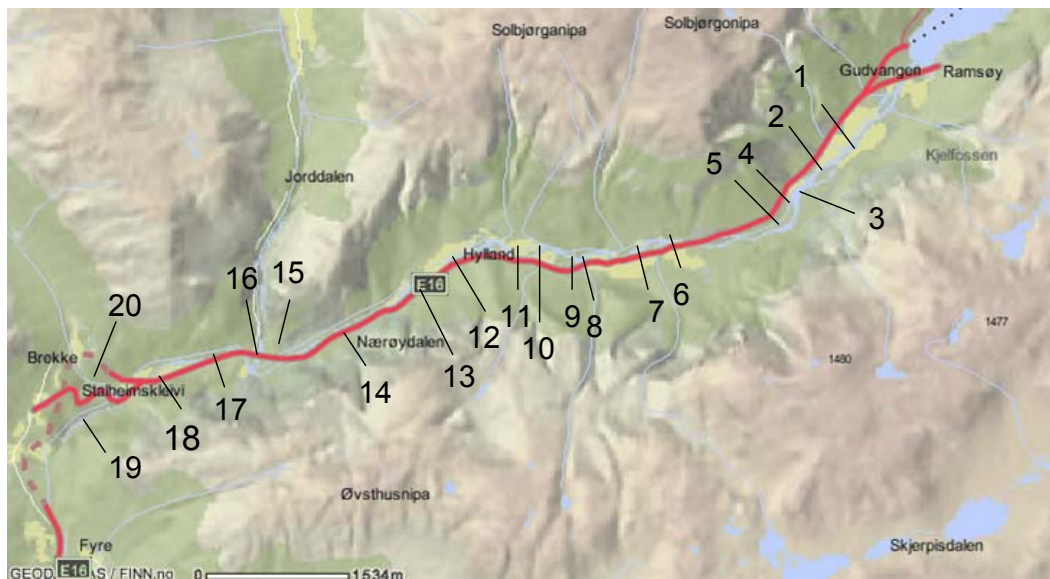 Solbjørganipa
Solbjørgonipa
Gudvangen
Ramsøy
1
2
Kjelfossen
4
5
Jorddalen
3
Hylland
E16
16
15
6
7
20
11
9
8
12
10
1477
Brekke
Nærøydalen
13
1480
14
Stalheimskleivi
17
18
19
Øvsthusnipa
Fyre
Skjerpisdalen
E16
GEOD AS / FINN.no 0 1534m